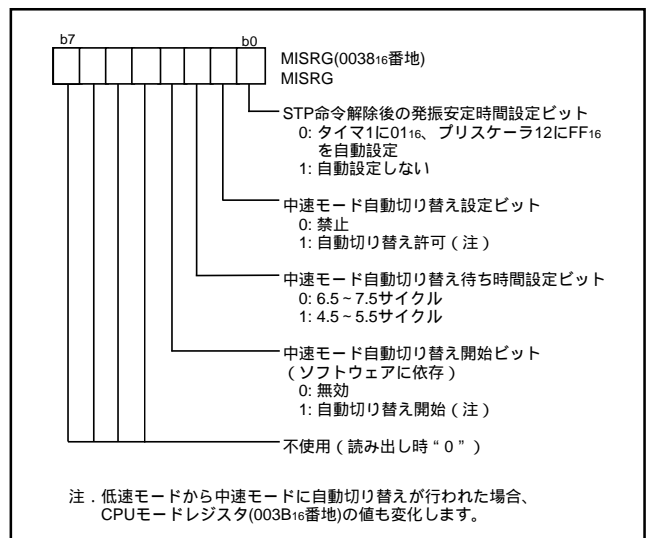 b7 b0
MISRG(0038₁₆番地)
MISRG
STP命令解除後の発振安定時間設定ビット
0: タイマ1に01₁₆、プリスケーラ12にFF₁₆
を自動設定
1: 自動設定しない
中速モード自動切り替え設定ビット
0: 禁止
1: 自動切り替え許可（注）
中速モード自動切り替え待ち時間設定ビット
0: 6.5～7.5サイクル
1: 4.5～5.5サイクル
中速モード自動切り替え開始ビット
（ソフトウェアに依存）
0: 無効
1: 自動切り替え開始（注）
不使用（読み出し時“0”）
注．低速モードから中速モードに自動切り替えが行われた場合、
CPUモードレジスタ(003B₁₆番地)の値も変化します。